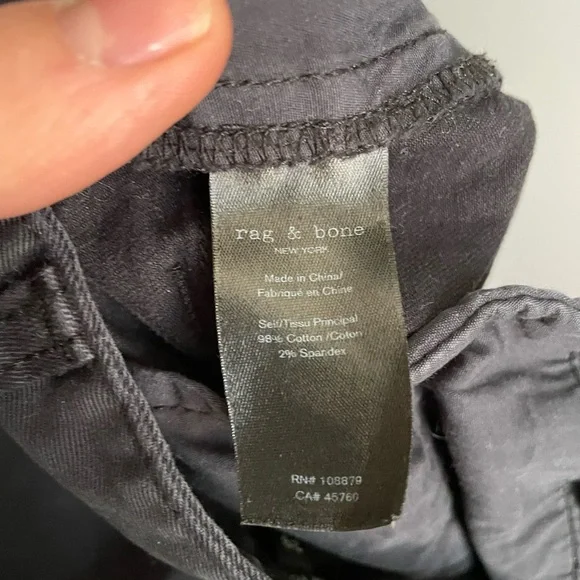 rag & bone
NEW YORK
Made in China/
Fabriqué en Chine
Self/Tissu Principal
98% Cotton /Coton
2% Spandex
RN# 108879
CA# 45760